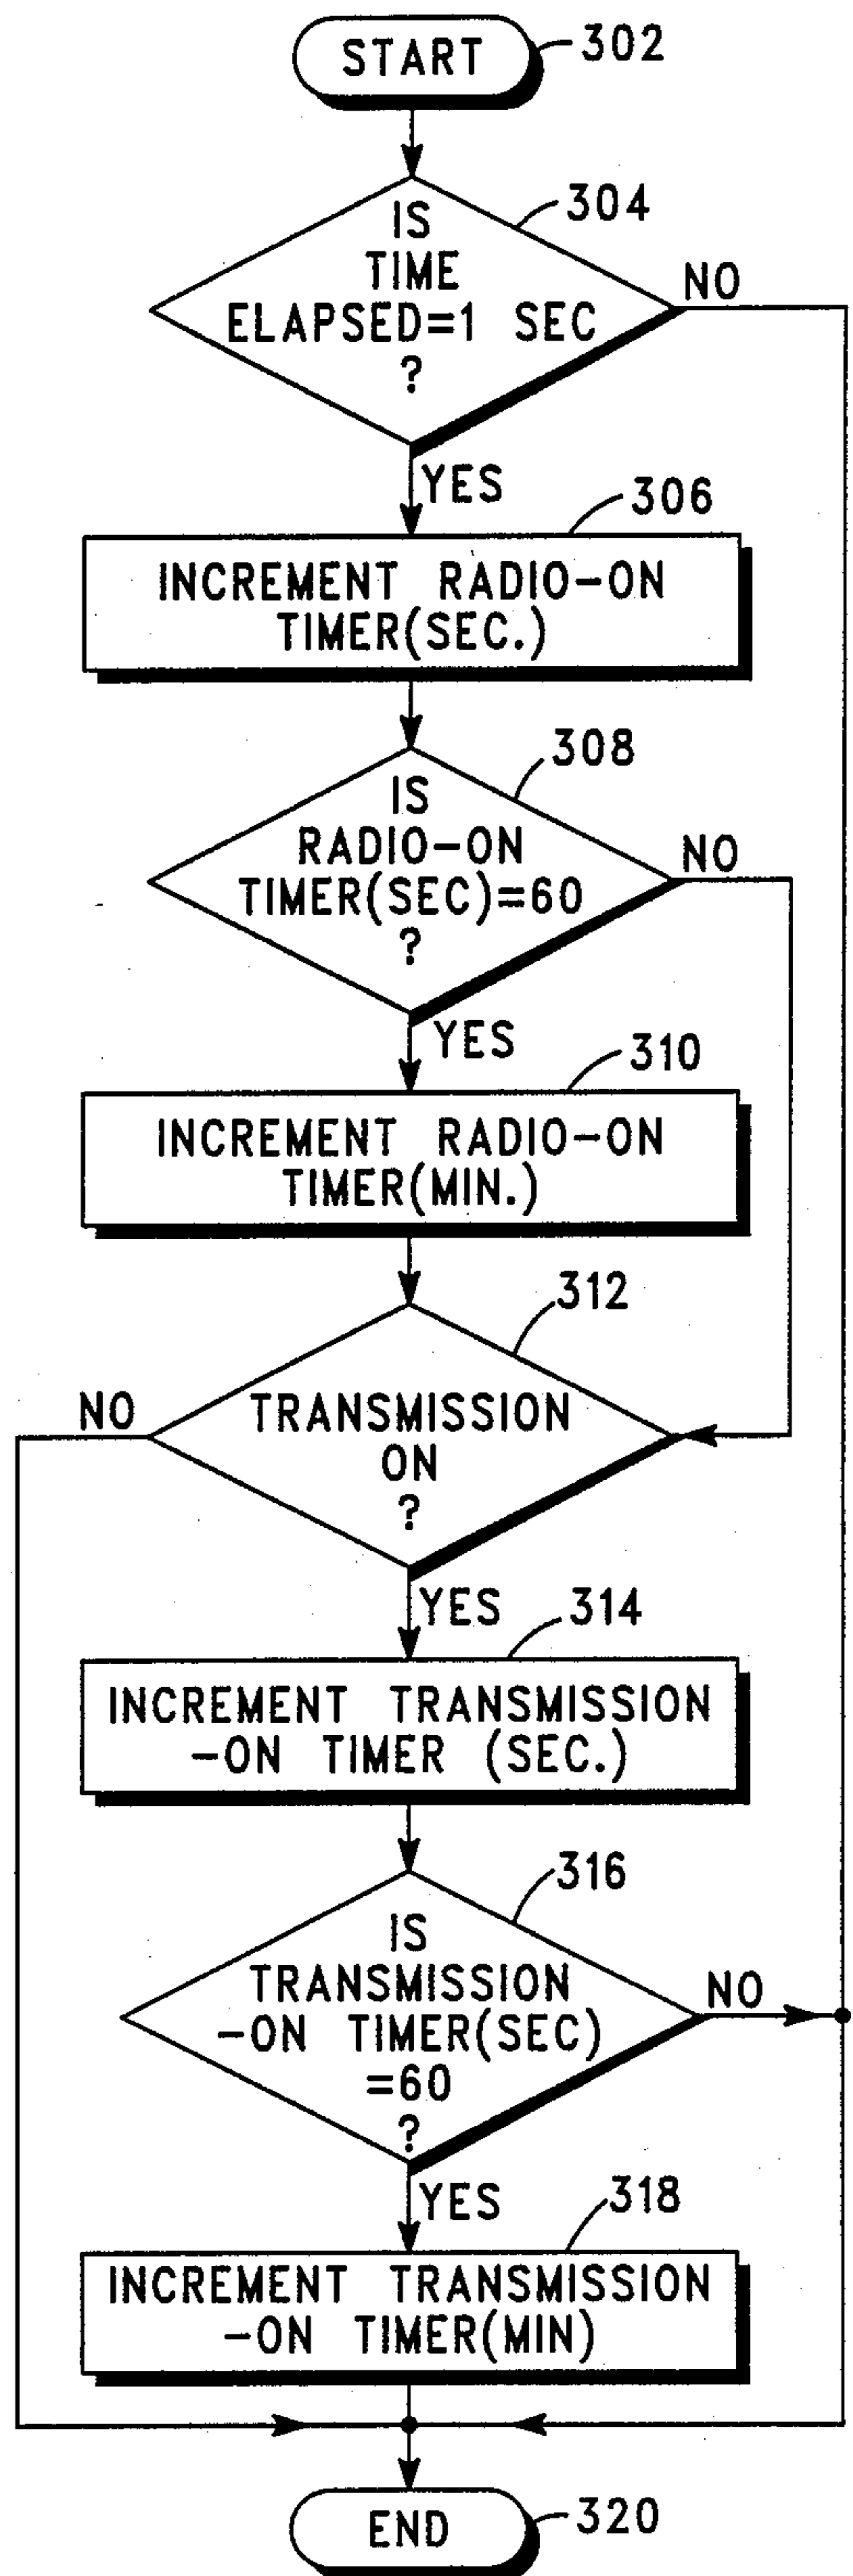 START
302
304
IS
TIME
ELAPSED=1 SEC
?
NO
YES
306
INCREMENT RADIO-ON
TIMER(SEC.)
308
IS
RADIO-ON
TIMER(SEC)=60
?
NO
YES
310
INCREMENT RADIO-ON
TIMER(MIN.)
312
NO
TRANSMISSION
ON
?
YES
314
INCREMENT TRANSMISSION
-ON TIMER (SEC.)
316
IS
TRANSMISSION
-ON TIMER(SEC)
=60
?
NO
YES
318
INCREMENT TRANSMISSION
-ON TIMER(MIN)
END
320